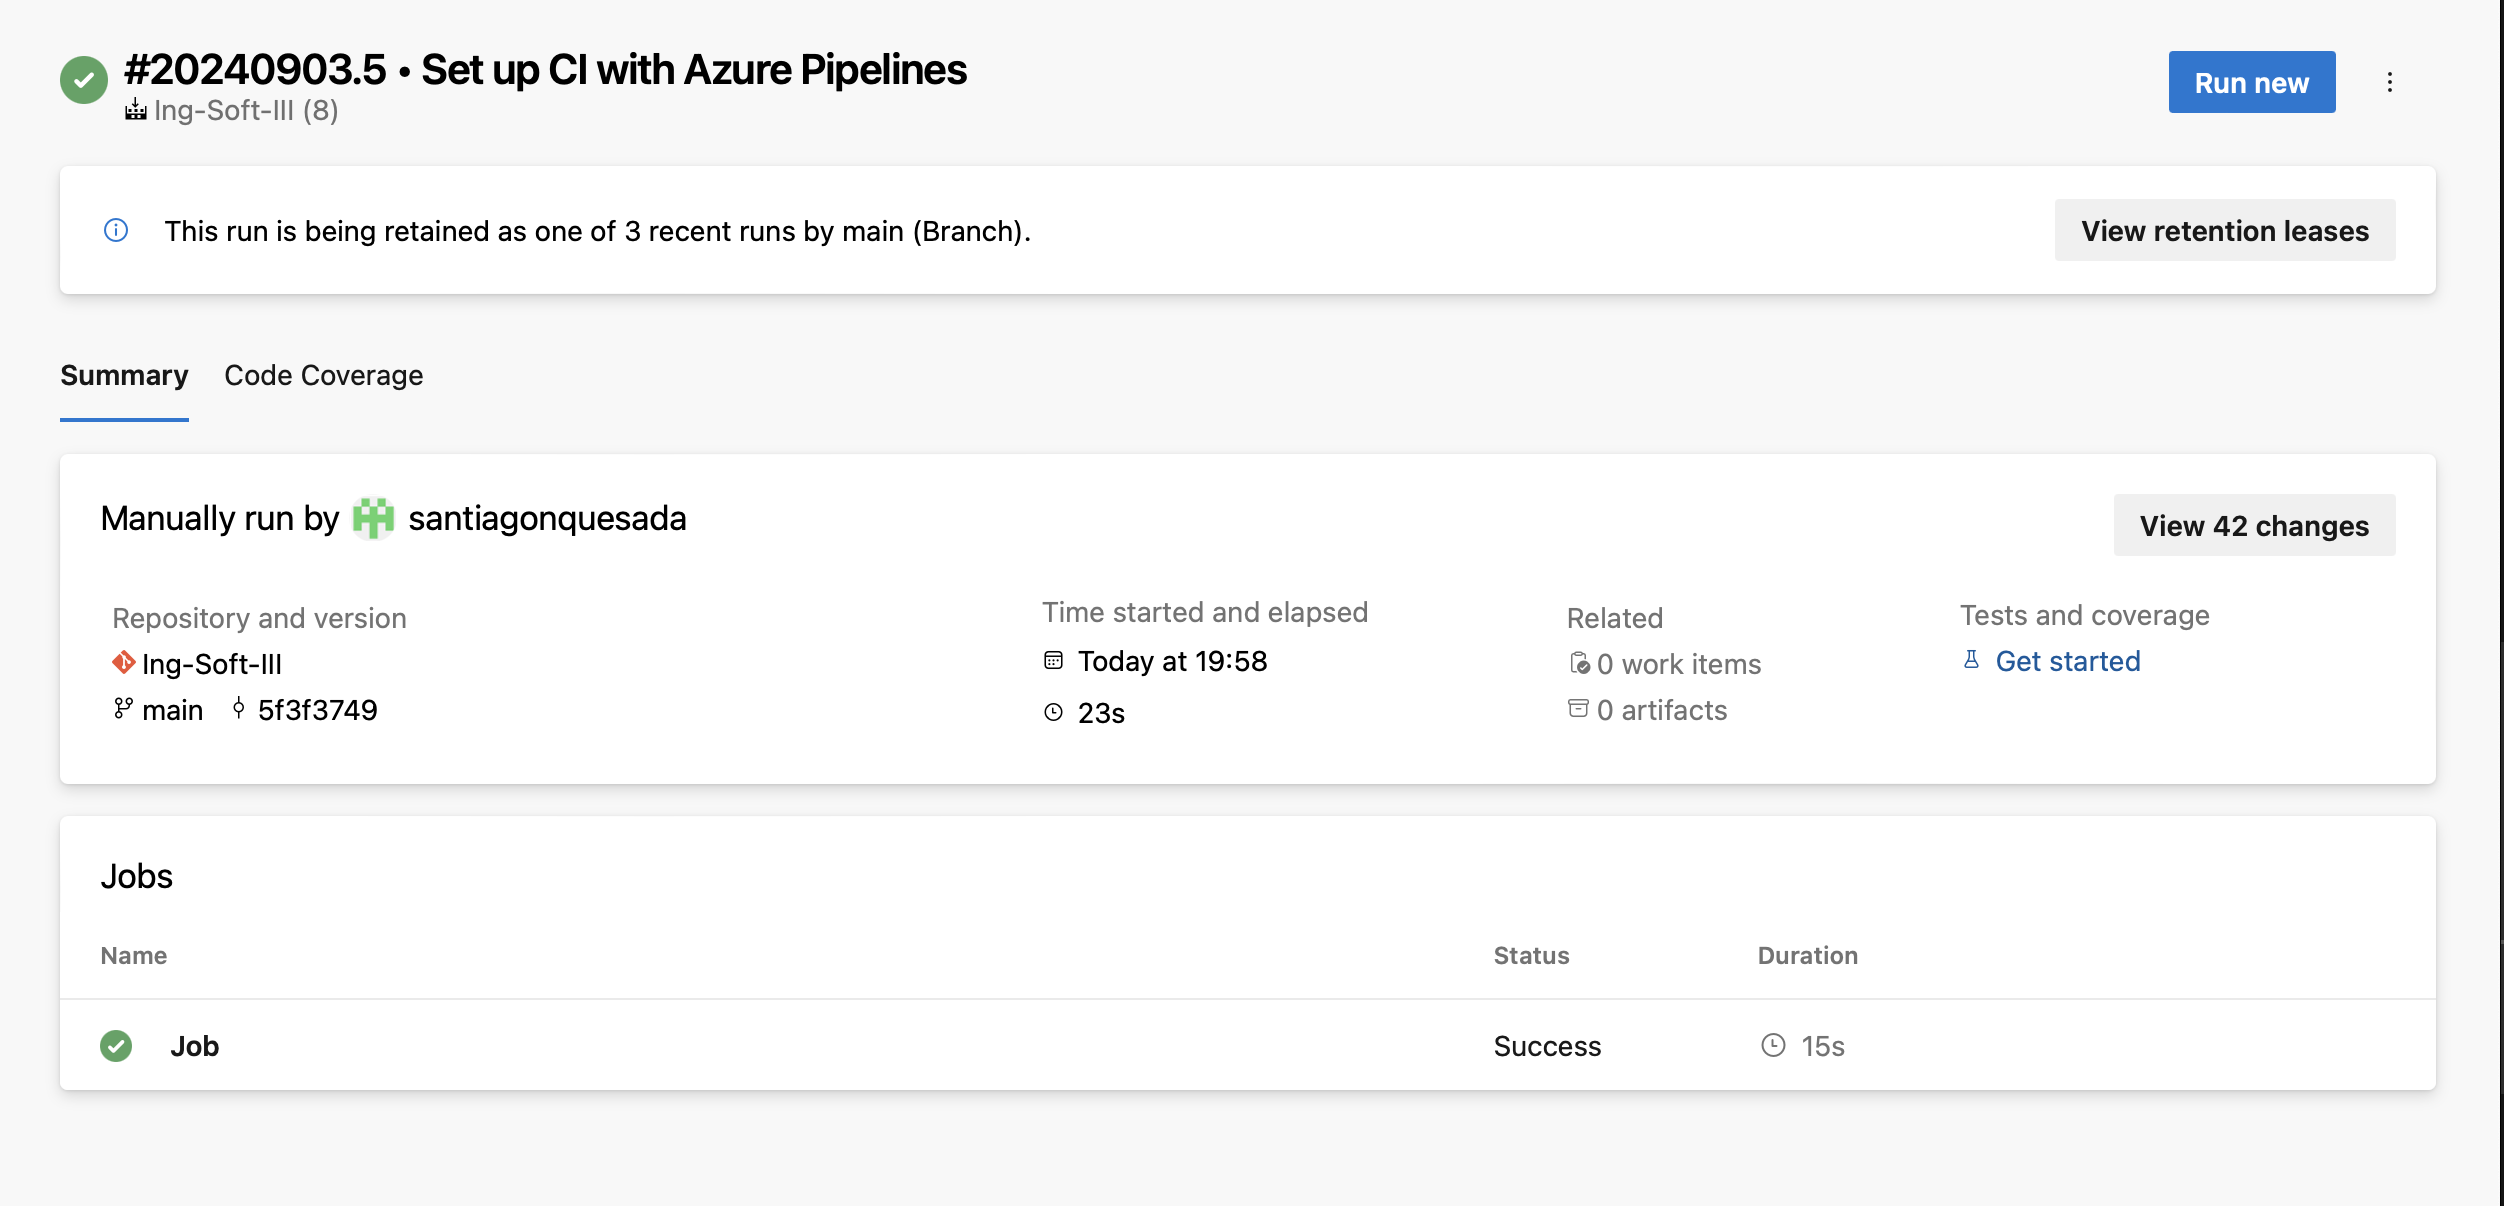 #20240903.5 • Set up CI with Azure Pipelines
Ing-Soft-III (8)
Run new
This run is being retained as one of 3 recent runs by main (Branch).
View retention leases
Summary
Code Coverage
Manually run by santiagonquesada
View 42 changes
Repository and version
Ing-Soft-III
main 5f3f3749
Time started and elapsed
Today at 19:58
23s
Related
0 work items
0 artifacts
Tests and coverage
Get started
Jobs
Name Status Duration
Job Success 15s